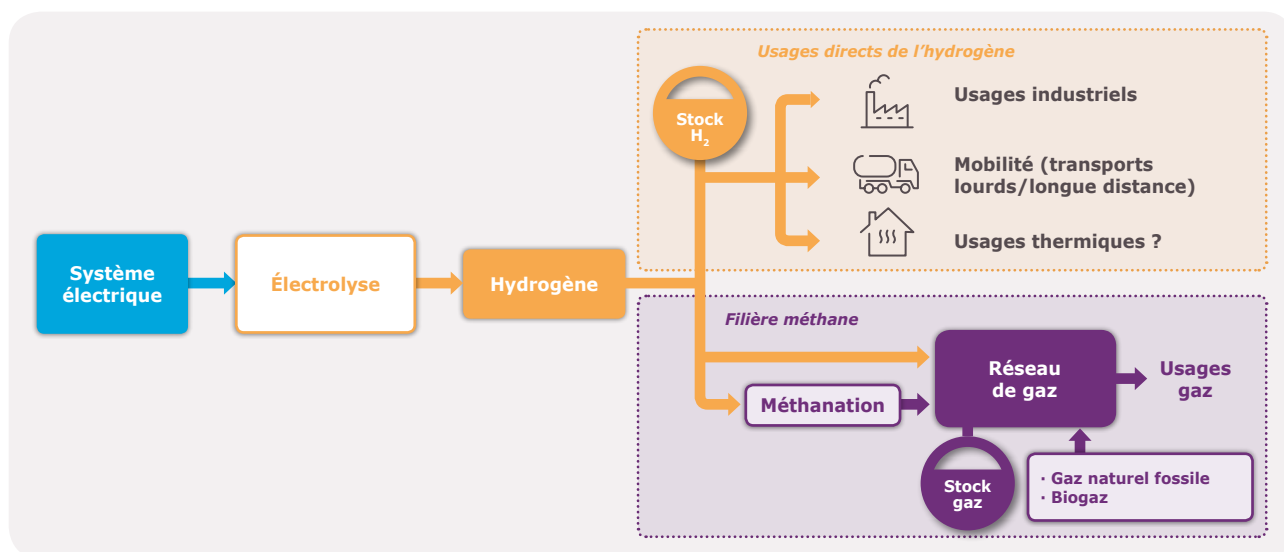 Usages directs de l’hydrogène
Stock
H₂
Usages industriels
Mobilité (transports
lourds/longue distance)
Usages thermiques ?
Système
électrique
Électrolyse
Hydrogène
Filière méthane
Réseau
de gaz
Usages
gaz
Méthanation
Stock
gaz
· Gaz naturel fossile
· Biogaz